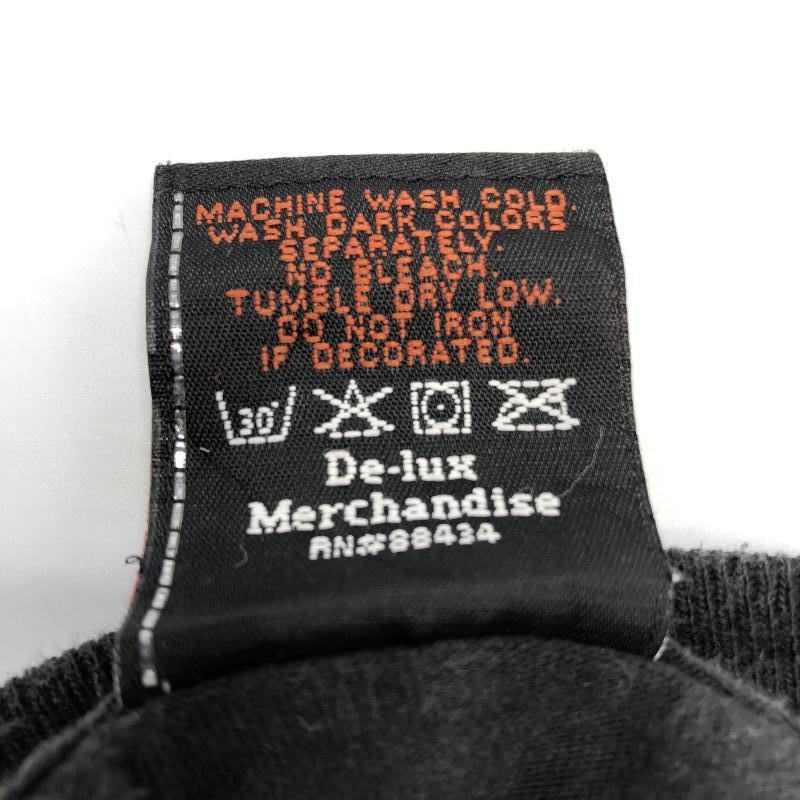 MACHINE WASH COLD.
WASH DARK COLORS
SEPARATELY.
NO BLEACH.
TUMBLE DRY LOW.
DO NOT IRON
IF DECORATED.
30°
De-lux
Merchandise
RN#88434